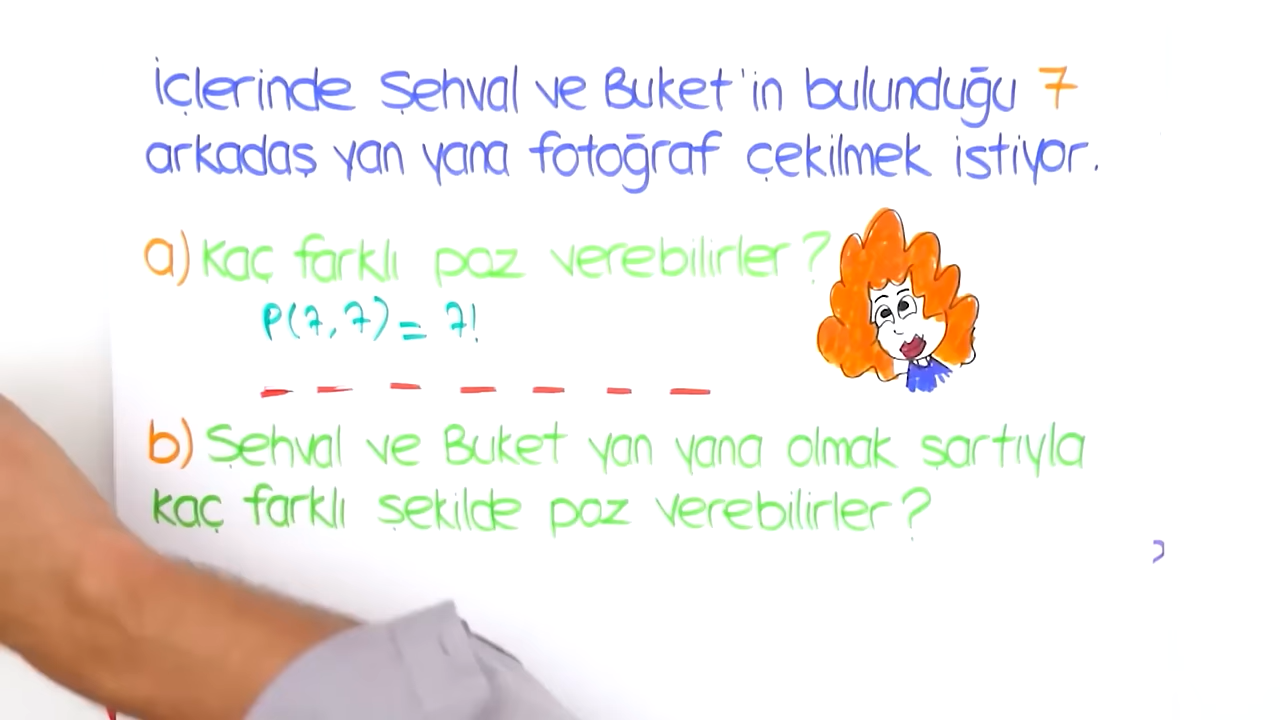 İçlerinde Şehval ve Buket'in bulunduğu 7
arkadaş yan yana fotoğraf çekilmek istiyor.
a) Kaç farklı poz verebilirler?
P(7,7) = 7!
b) Şehval ve Buket yan yana olmak şartıyla
kaç farklı şekilde poz verebilirler?